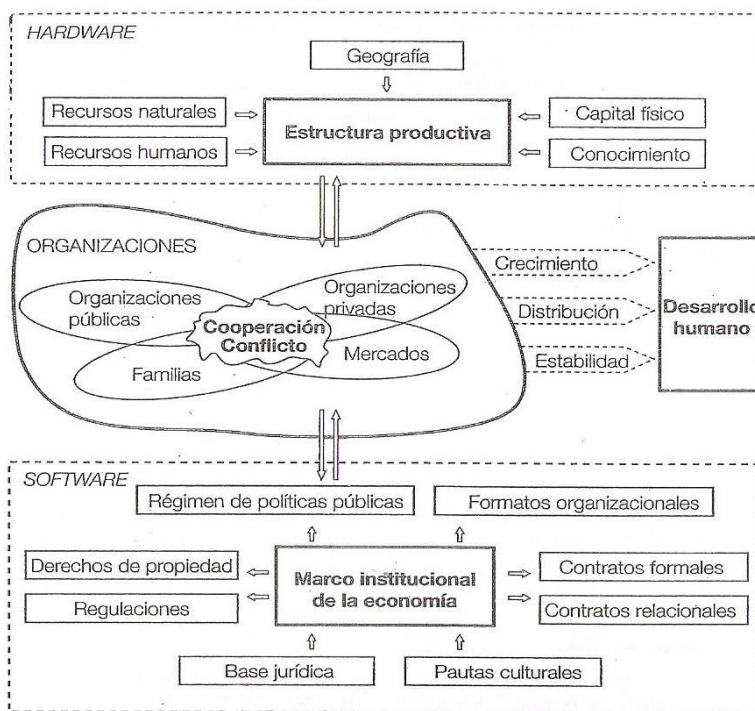 HARDWARE
Geografía
Recursos naturales
Recursos humanos
Estructura productiva
Capital físico
Conocimiento
ORGANIZACIONES
Organizaciones
públicas
Organizaciones
privadas
Cooperación
Conflicto
Familias
Mercados
Crecimiento
Distribución
Estabilidad
Desarrollo
humano
SOFTWARE
Régimen de políticas públicas
Formatos organizacionales
Derechos de propiedad
Regulaciones
Marco institucional
de la economía
Contratos formales
Contratos relacionales
Base jurídica
Pautas culturales